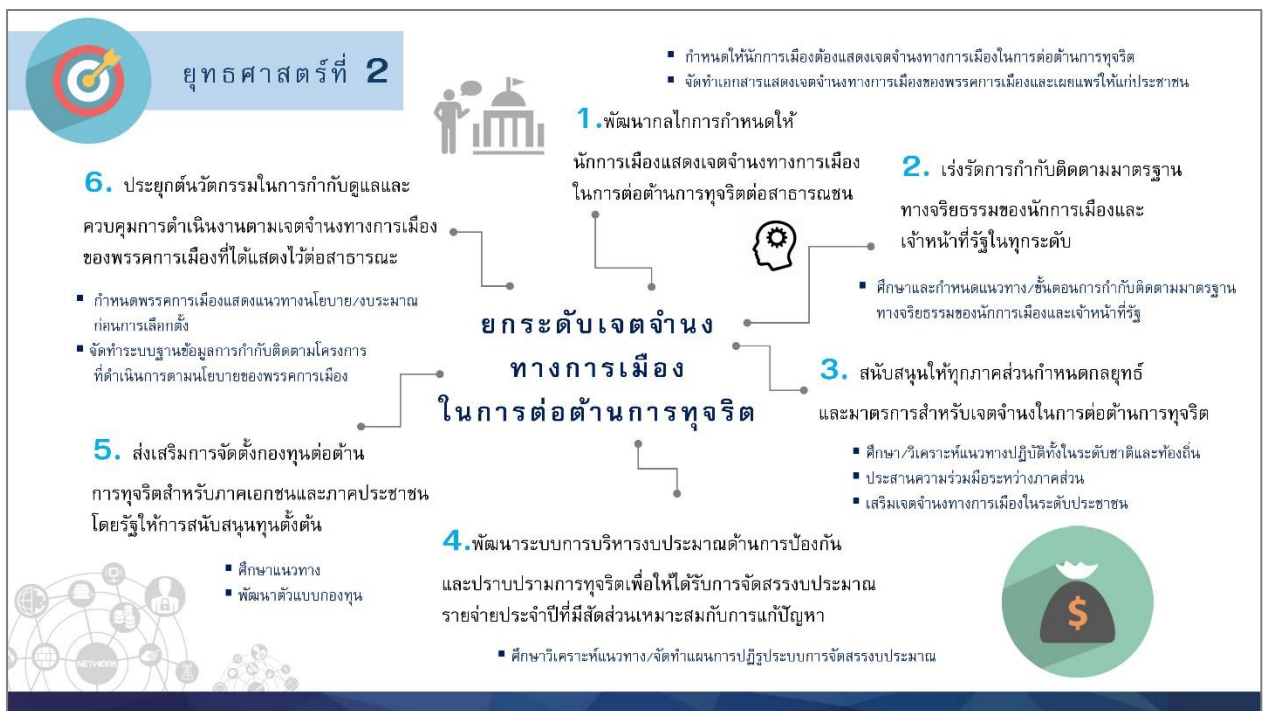 ยุทธศาสตร์ที่ 2
▪ กำหนดให้นักการเมืองต้องแสดงเจตจำนงทางการเมืองในการต่อต้านการทุจริต
▪ จัดทำเอกสารแสดงเจตจำนงทางการเมืองของพรรคการเมืองและเผยแพร่ให้แก่ประชาชน
1.พัฒนากลไกการกำหนดให้
นักการเมืองแสดงเจตจำนงทางการเมือง
ในการต่อต้านการทุจริตต่อสาธารณชน
2. เร่งรัดการกำกับติดตามมาตรฐาน
ทางจริยธรรมของนักการเมืองและ
เจ้าหน้าที่รัฐในทุกระดับ
▪ ศึกษาและกำหนดแนวทาง/ขั้นตอนการกำกับติดตามมาตรฐาน
ทางจริยธรรมของนักการเมืองและเจ้าหน้าที่รัฐ
ยกระดับเจตจำนง
ทางการเมือง
ในการต่อต้านการทุจริต
3. สนับสนุนให้ทุกภาคส่วนกำหนดกลยุทธ์
และมาตรการสำหรับเจตจำนงในการต่อต้านการทุจริต
▪ ศึกษา/วิเคราะห์แนวทางปฏิบัติทั้งในระดับชาติและท้องถิ่น
▪ ประสานความร่วมมือระหว่างภาคส่วน
▪ เสริมเจตจำนงทางการเมืองในระดับประชาชน
4.พัฒนาระบบการบริหารงบประมาณด้านการป้องกัน
และปราบปรามการทุจริตเพื่อให้ได้รับการจัดสรรงบประมาณ
รายจ่ายประจำปีที่มีสัดส่วนเหมาะสมกับการแก้ปัญหา
▪ ศึกษาวิเคราะห์แนวทาง/จัดทำแผนการปฏิรูประบบการจัดสรรงบประมาณ
5. ส่งเสริมการจัดตั้งกองทุนต่อต้าน
การทุจริตสำหรับภาคเอกชนและภาคประชาชน
โดยรัฐให้การสนับสนุนทุนตั้งต้น
▪ ศึกษาแนวทาง
▪ พัฒนาตัวแบบกองทุน
6. ประยุกต์นวัตกรรมในการกำกับดูแลและ
ควบคุมการดำเนินงานตามเจตจำนงทางการเมือง
ของพรรคการเมืองที่ได้แสดงไว้ต่อสาธารณะ
▪ กำหนดพรรคการเมืองแสดงแนวทางนโยบาย/งบประมาณ
ก่อนการเลือกตั้ง
▪ จัดทำระบบฐานข้อมูลการกำกับติดตามโครงการ
ที่ดำเนินการตามนโยบายของพรรคการเมือง
NETWORK
$